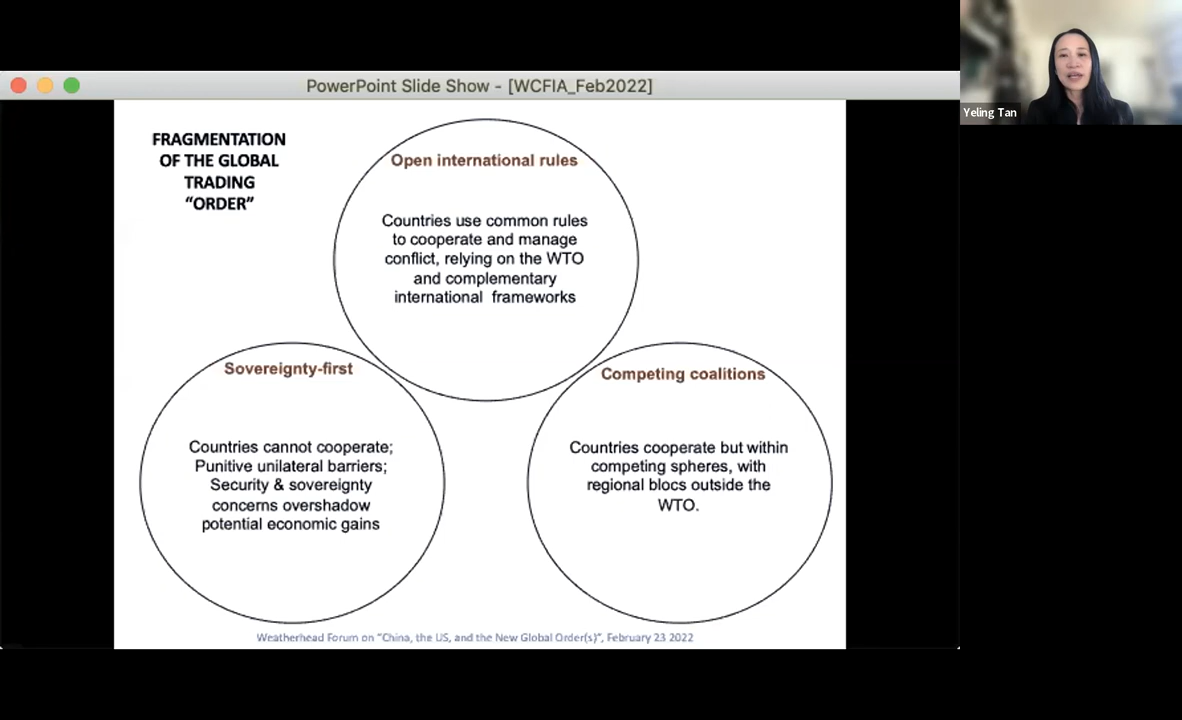 PowerPoint Slide Show - [WCFIA_Feb2022]
Yeling Tan
FRAGMENTATION
OF THE GLOBAL
TRADING
“ORDER”
Open international rules
Countries use common rules
to cooperate and manage
conflict, relying on the WTO
and complementary
international frameworks
Sovereignty-first
Countries cannot cooperate;
Punitive unilateral barriers;
Security & sovereignty
concerns overshadow
potential economic gains
Competing coalitions
Countries cooperate but within
competing spheres, with
regional blocs outside the
WTO.
Weatherhead Forum on “China, the US, and the New Global Order(s)”, February 23 2022